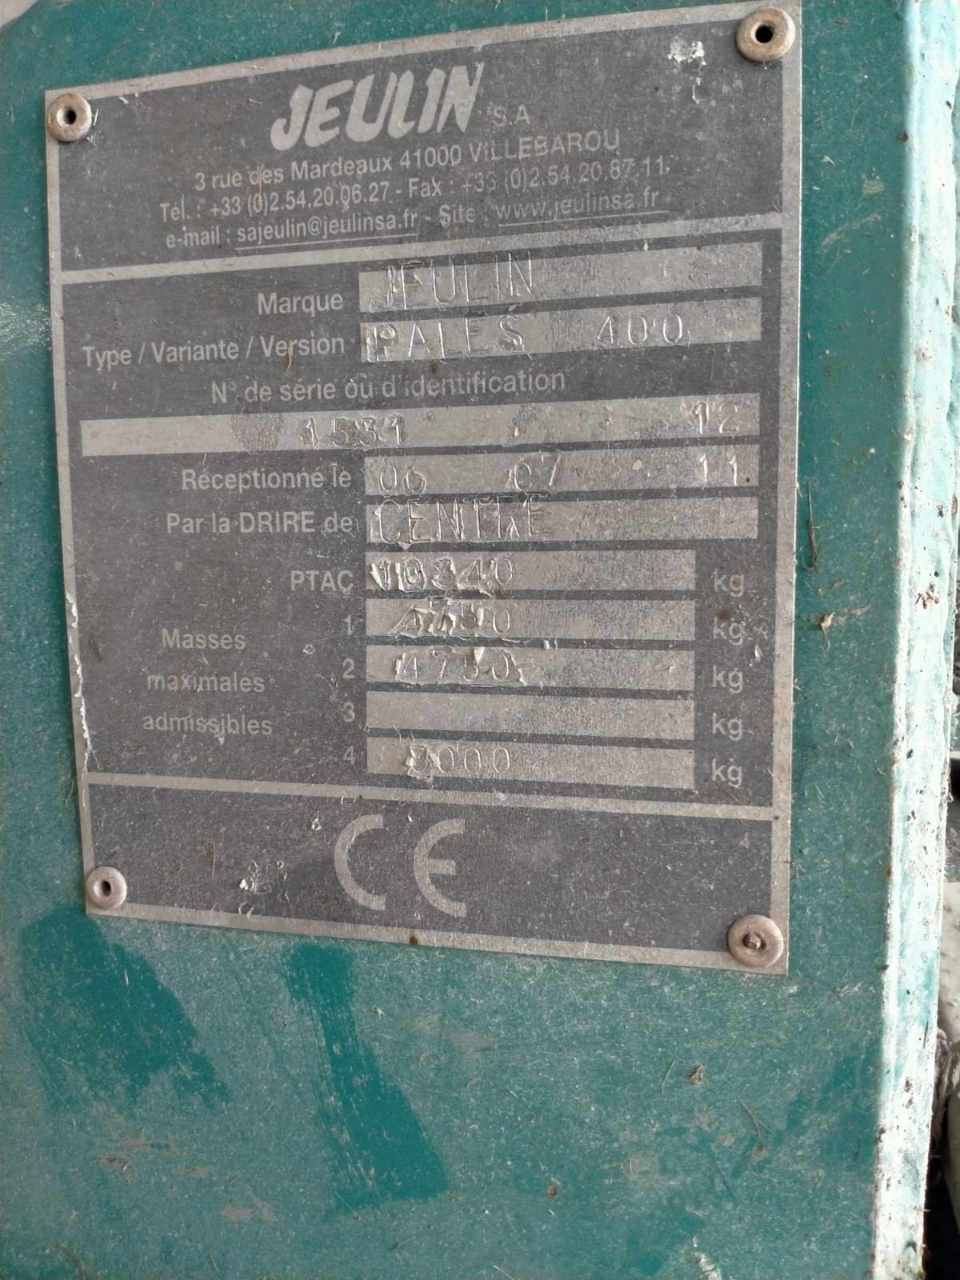 JEULIN S.A
3 rue des Mardeaux 41000 VILLEBAROU
Tel. : +33 (0)2.54.20.06.27 - Fax : +33 (0)2.54.20.87.11.
e-mail : sajeulin@jeulinsa.fr - Site : www.jeulinsa.fr
Marque JEULIN
Type / Variante / Version PALES 400
N° de série ou d'identification
1531 12
Réceptionné le 06 07 11
Par la DRIRE de CENTRE
PTAC 10340 kg
1 kg
Masses
2 4750 kg
maximales
3 kg
admissibles
4 kg
CE